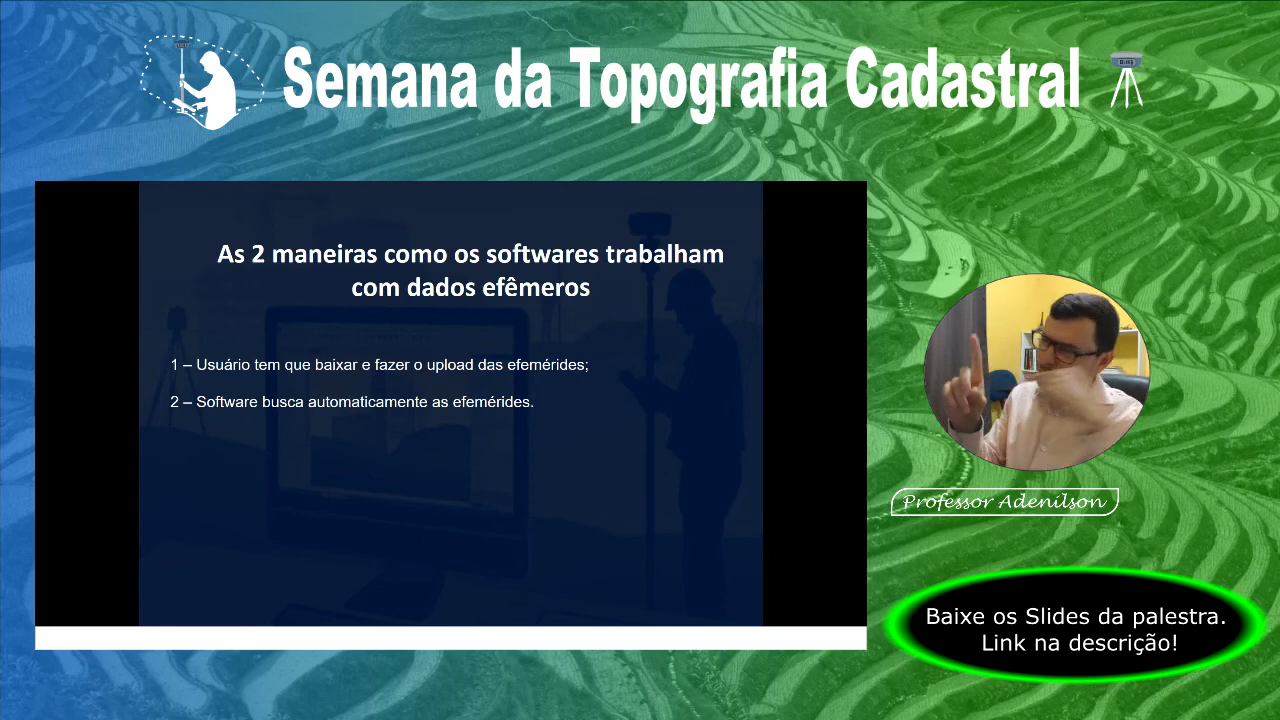 Semana da Topografia Cadastral
As 2 maneiras como os softwares trabalham
com dados efêmeros
1 – Usuário tem que baixar e fazer o upload das efemérides;
2 – Software busca automaticamente as efemérides.
Professor Adenilson
Baixe os Slides da palestra.
Link na descrição!